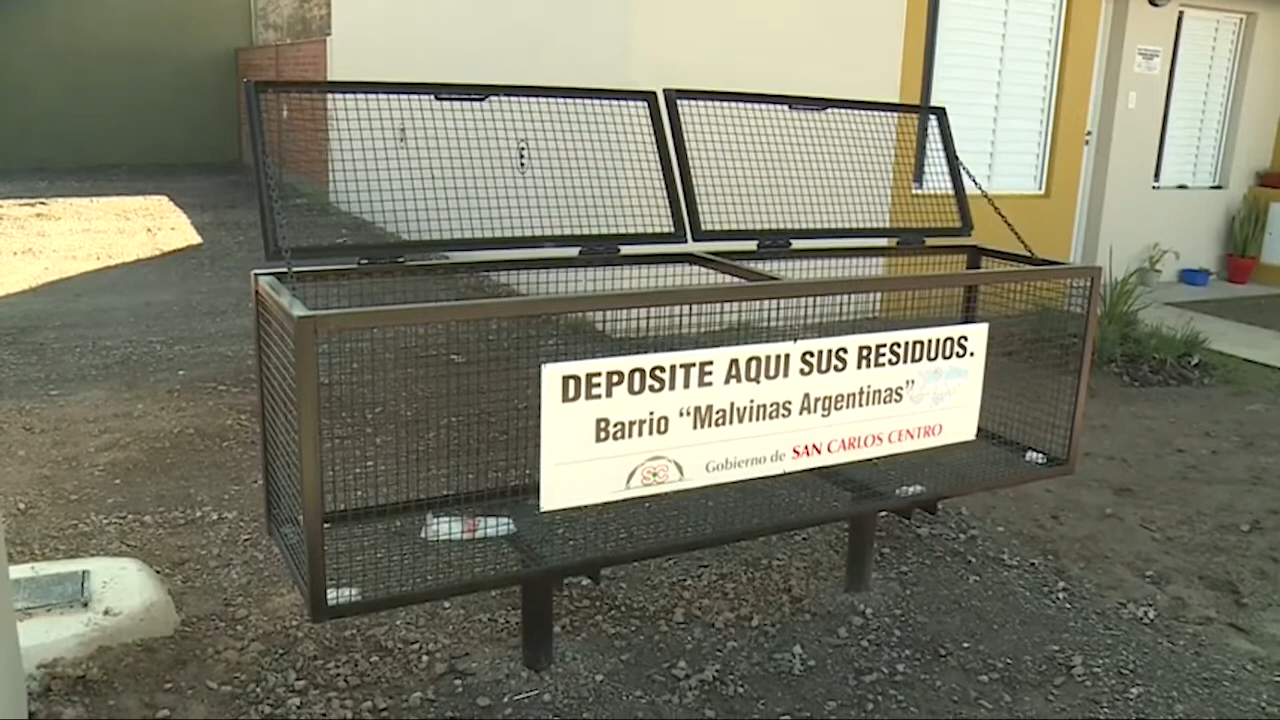 DEPOSITE AQUI SUS RESIDUOS.
Barrio “Malvinas Argentinas”
SC
Gobierno de SAN CARLOS CENTRO